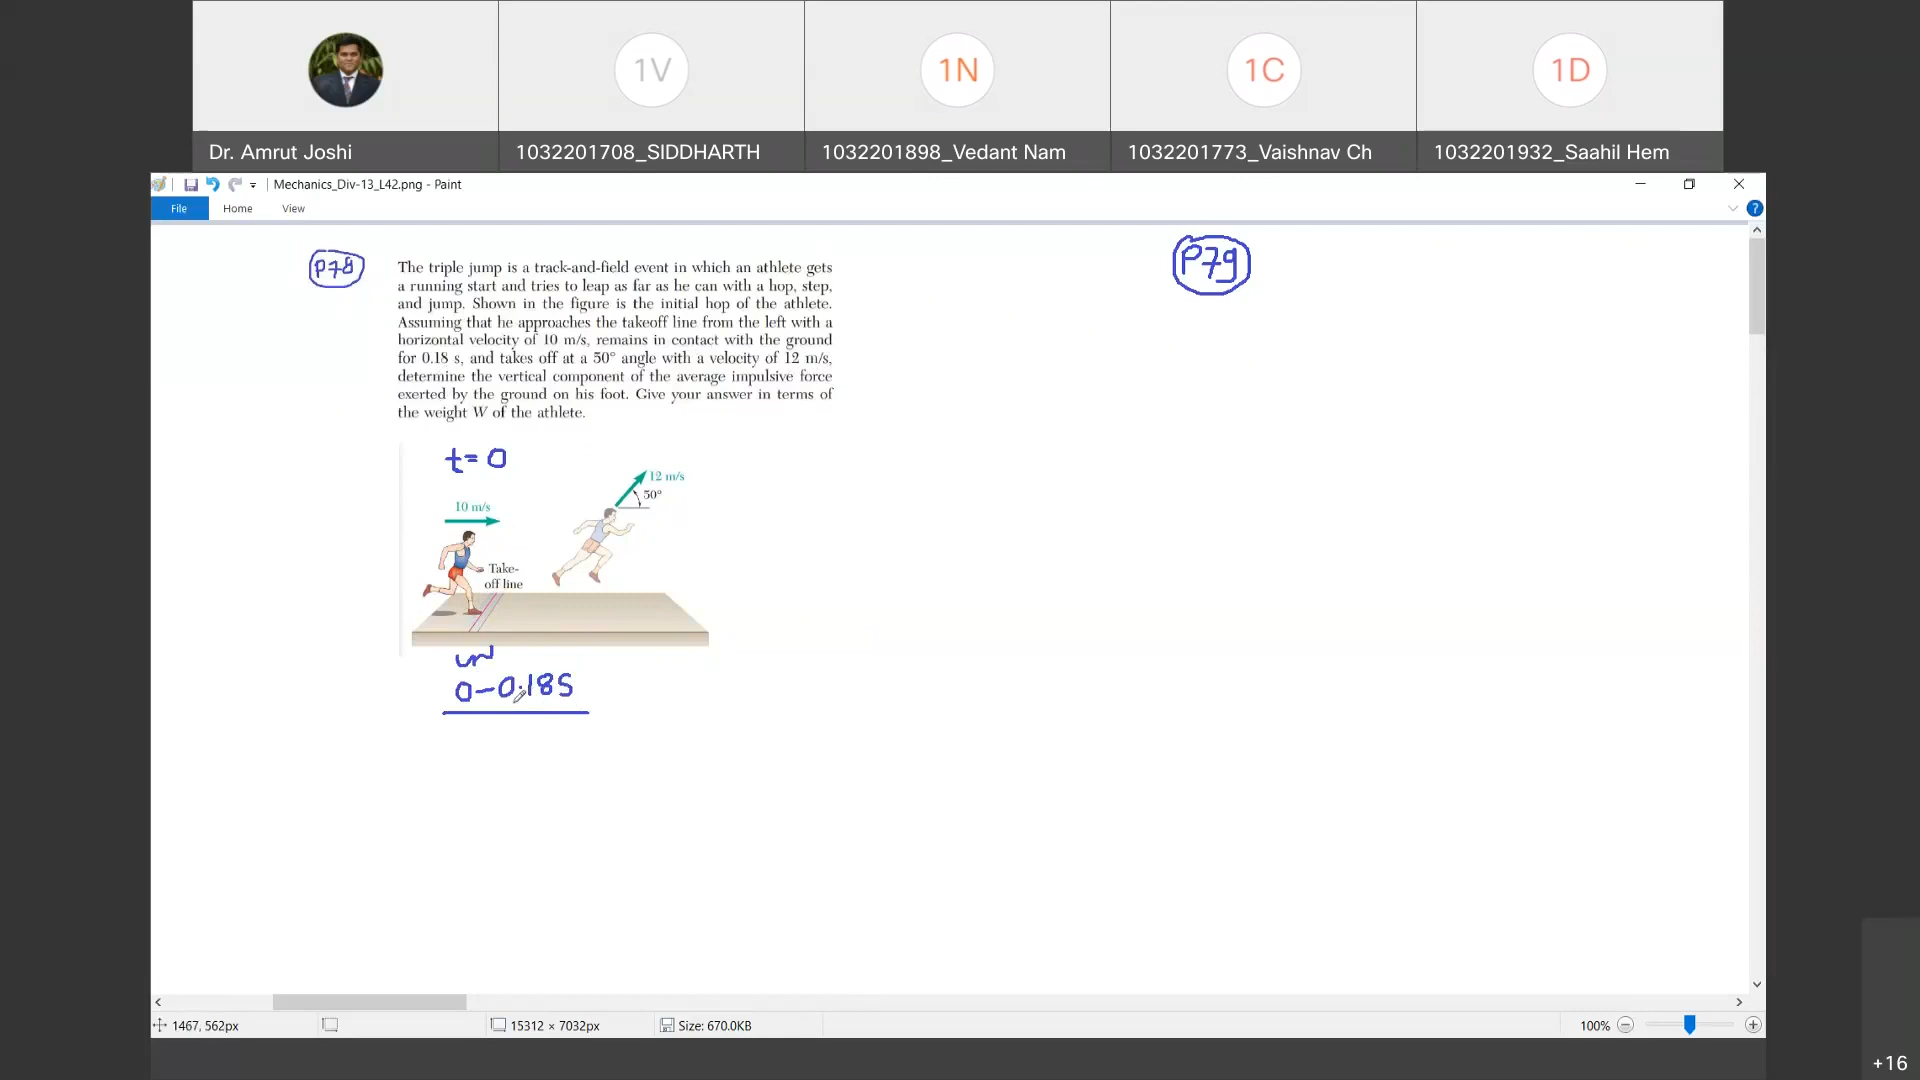 1V
1N
1C
1D
Dr. Amrut Joshi
1032201708_SIDDHARTH
1032201898_Vedant Nam
1032201773_Vaishnav Ch
1032201932_Saahil Hem
Mechanics_Div-13_L42.png - Paint
File
Home
View
?
P78
The triple jump is a track-and-field event in which an athlete gets
a running start and tries to leap as far as he can with a hop, step,
and jump. Shown in the figure is the initial hop of the athlete.
Assuming that he approaches the takeoff line from the left with a
horizontal velocity of 10 m/s, remains in contact with the ground
for 0.18 s, and takes off at a 50° angle with a velocity of 12 m/s,
determine the vertical component of the average impulsive force
exerted by the ground on his foot. Give your answer in terms of
the weight W of the athlete.
P79
t=0
12 m/s
50°
10 m/s
Take-
off line
0-0.18s
1467, 562px
15312 × 7032px
Size: 670.0KB
100%
+16